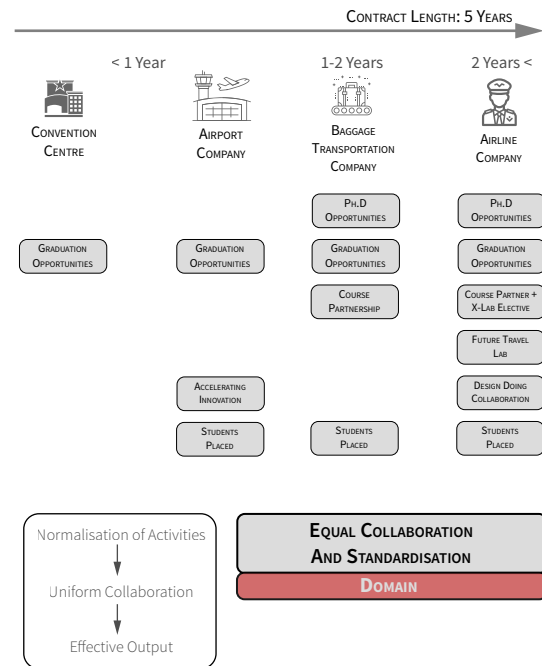 Contract Length: 5 Years
< 1 Year
1-2 Years
2 Years <
Convention
Centre
Airport
Company
Baggage
Transportation
Company
Airline
Company
Ph.D
Opportunities
Ph.D
Opportunities
Graduation
Opportunities
Graduation
Opportunities
Graduation
Opportunities
Graduation
Opportunities
Course
Partnership
Course Partner +
X-Lab Elective
Future Travel
Lab
Accelerating
Innovation
Design Doing
Collaboration
Students
Placed
Students
Placed
Students
Placed
Normalisation of Activities
Uniform Collaboration
Effective Output
Equal Collaboration
And Standardisation
Domain